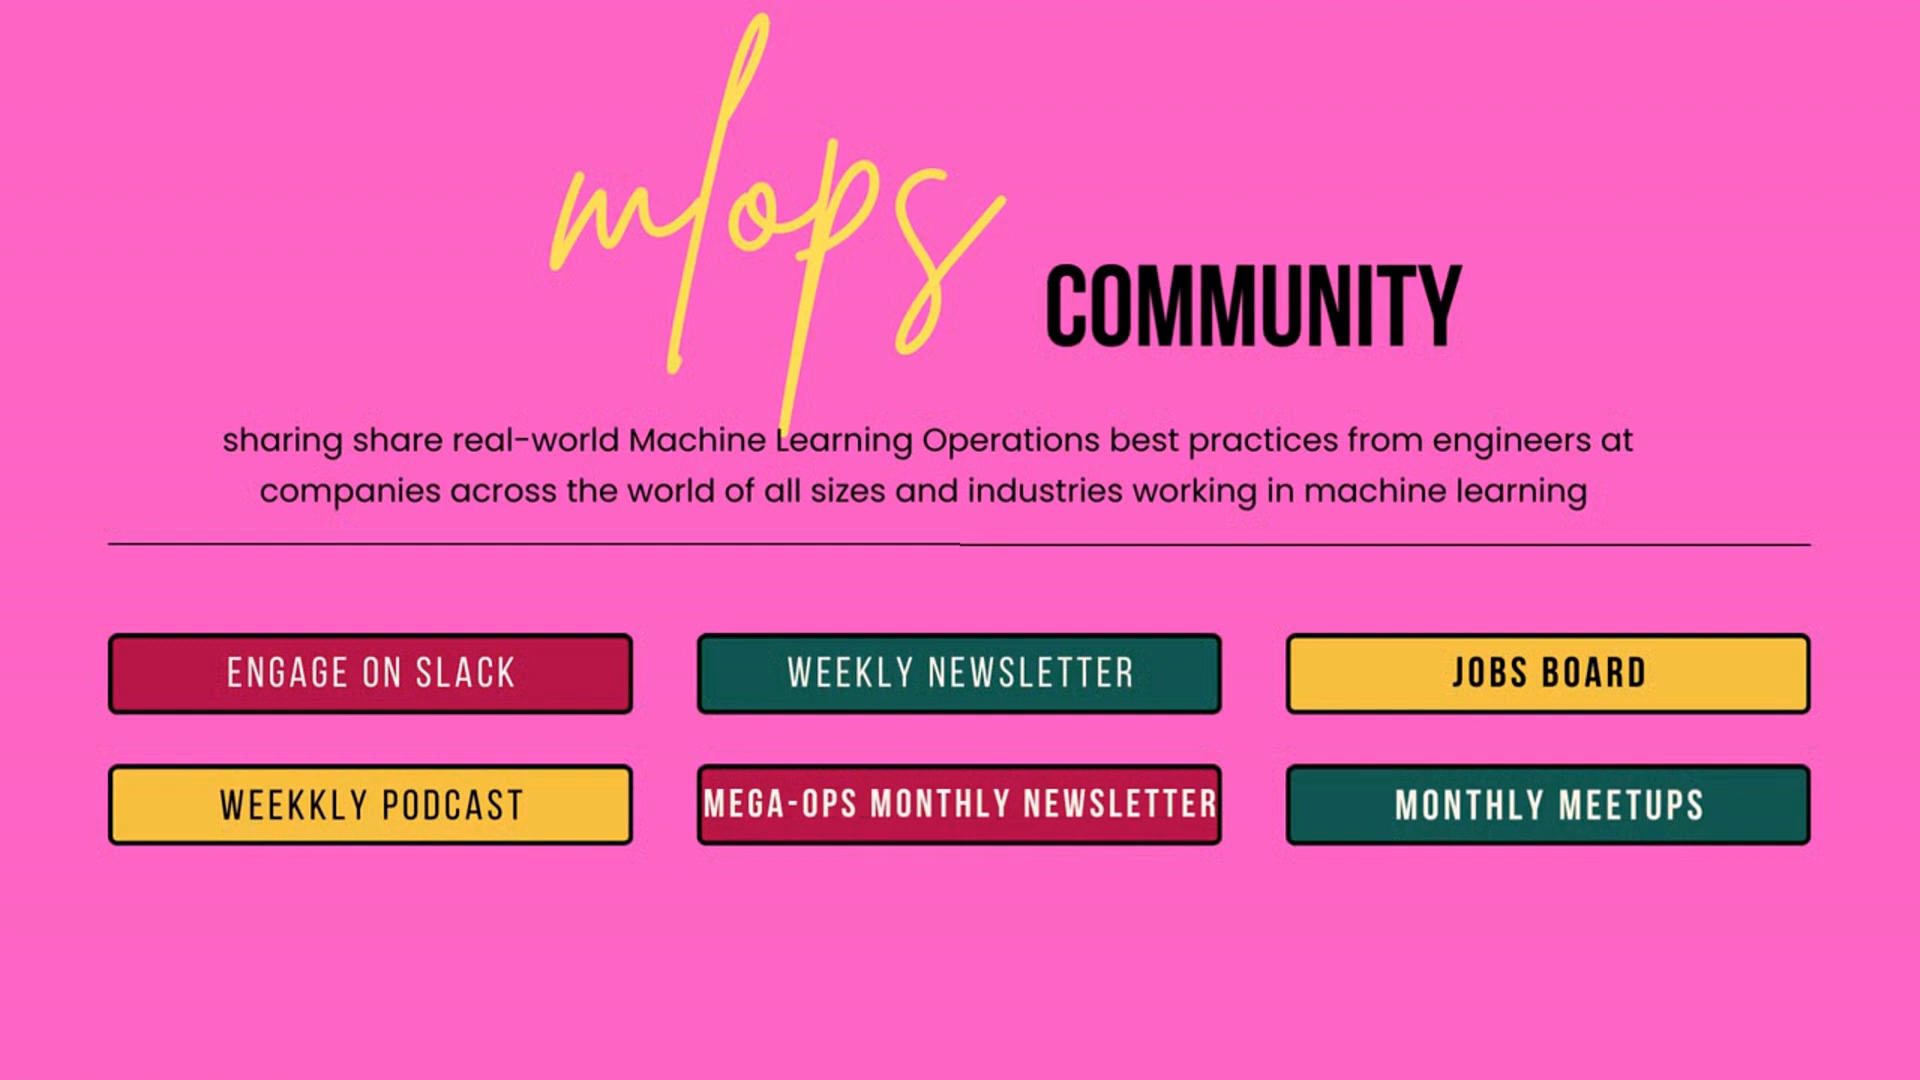 mlops COMMUNITY
sharing share real-world Machine Learning Operations best practices from engineers at
companies across the world of all sizes and industries working in machine learning
ENGAGE ON SLACK
WEEKLY NEWSLETTER
JOBS BOARD
WEEKKLY PODCAST
MEGA-OPS MONTHLY NEWSLETTER
MONTHLY MEETUPS